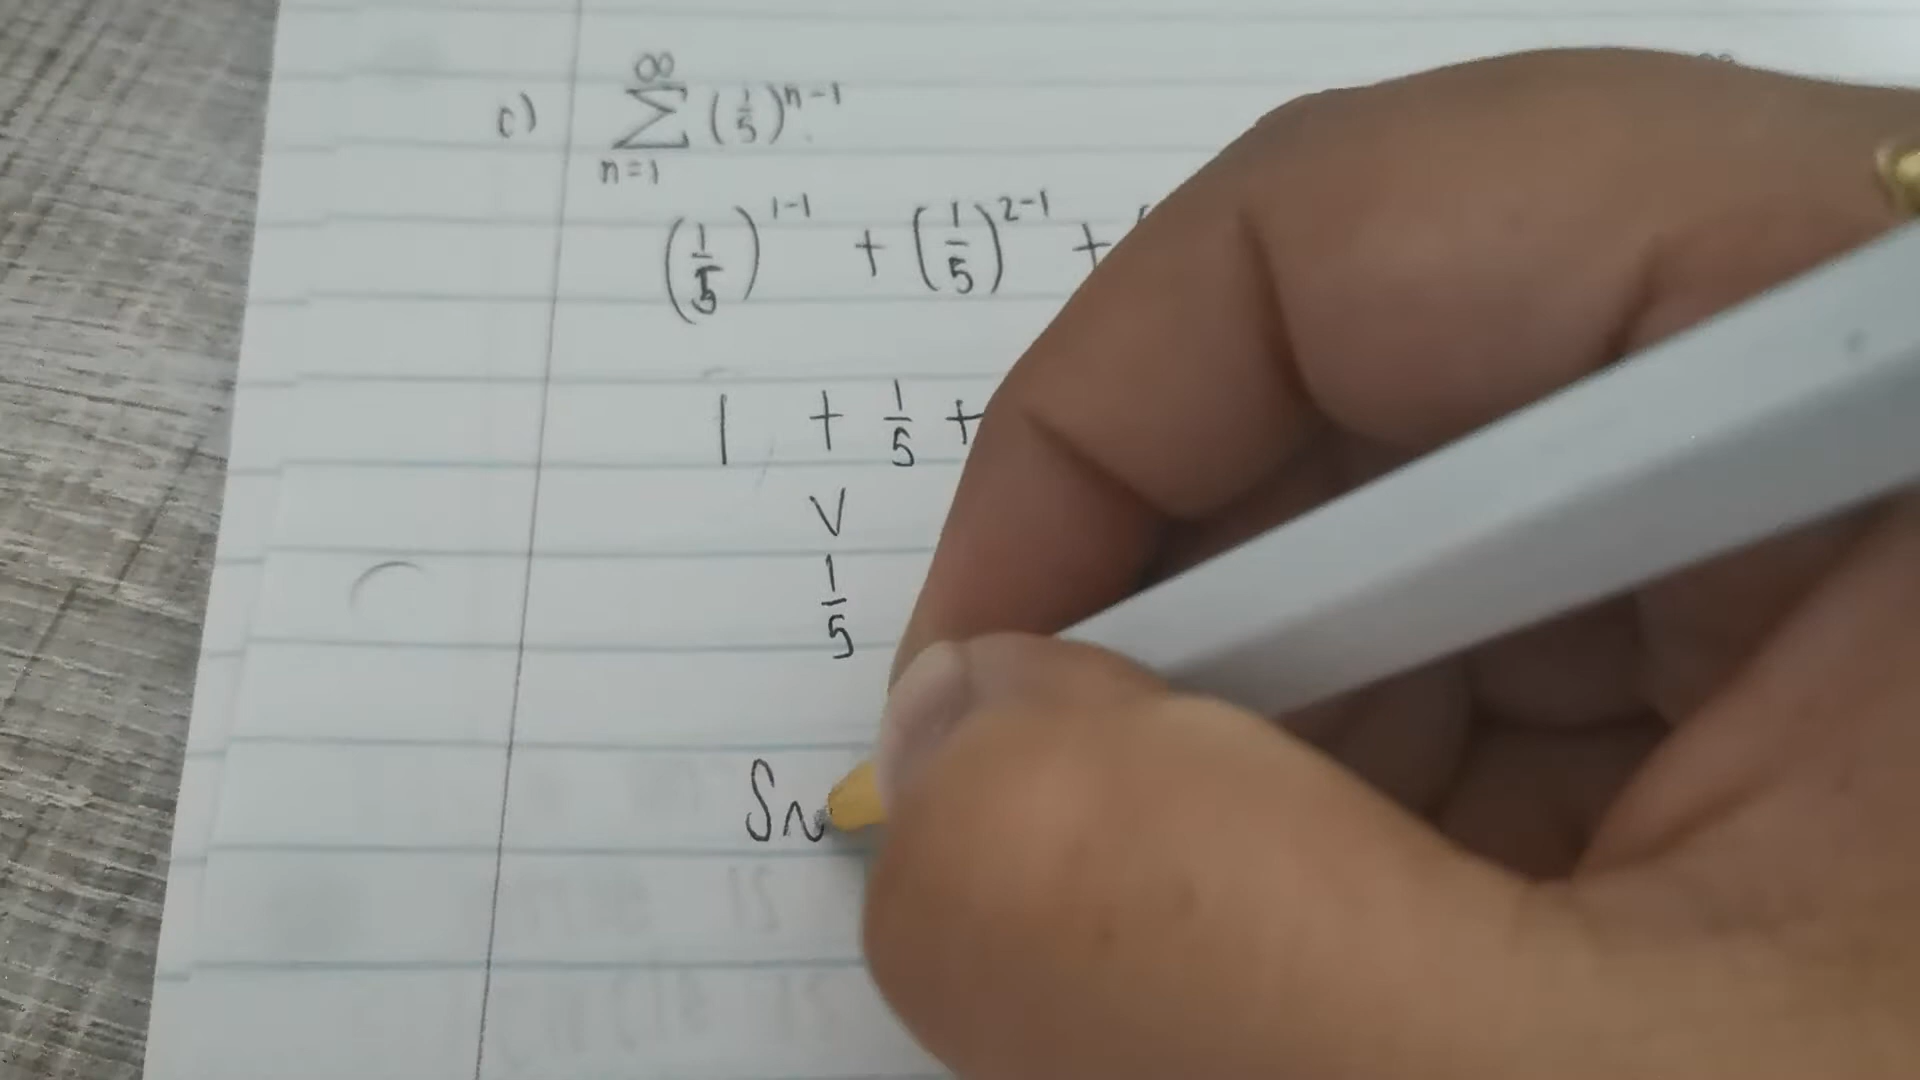 c) ∞
∑ (1/5)^n-1
n=1
(1/5)^1-1 + (1/5)^2-1 + (
1 + 1/5 +
V
1/5
Sn